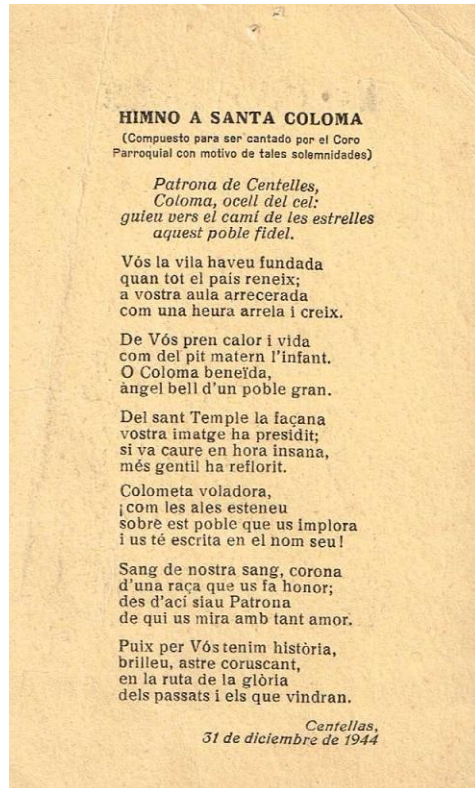 HIMNO A SANTA COLOMA
(Compuesto para ser cantado por el Coro
Parroquial con motivo de tales solemnidades)
Patrona de Centelles,
Coloma, ocell del cel:
guieu vers el camí de les estrelles
aquest poble fidel.
Vós la vila haveu fundada
quan tot el país reneix;
a vostra aula arrecerada
com una heura arrela i creix.
De Vós pren calor i vida
com del pit matern l'infant.
O Coloma beneïda,
àngel bell d'un poble gran.
Del sant Temple la façana
vostra imatge ha presidit;
si va caure en hora insana,
més gentil ha reflorit.
Colometa voladora,
¡com les ales esteneu
sobrè est poble que us implora
i us té escrita en el nom seu!
Sang de nostra sang, corona
d'una raça que us fa honor;
des d'ací siau Patrona
de qui us mira amb tant amor.
Puix per Vós tenim història,
brilleu, astre coruscant,
en la ruta de la glòria
dels passats i els que vindran.
Centellas,
31 de diciembre de 1944